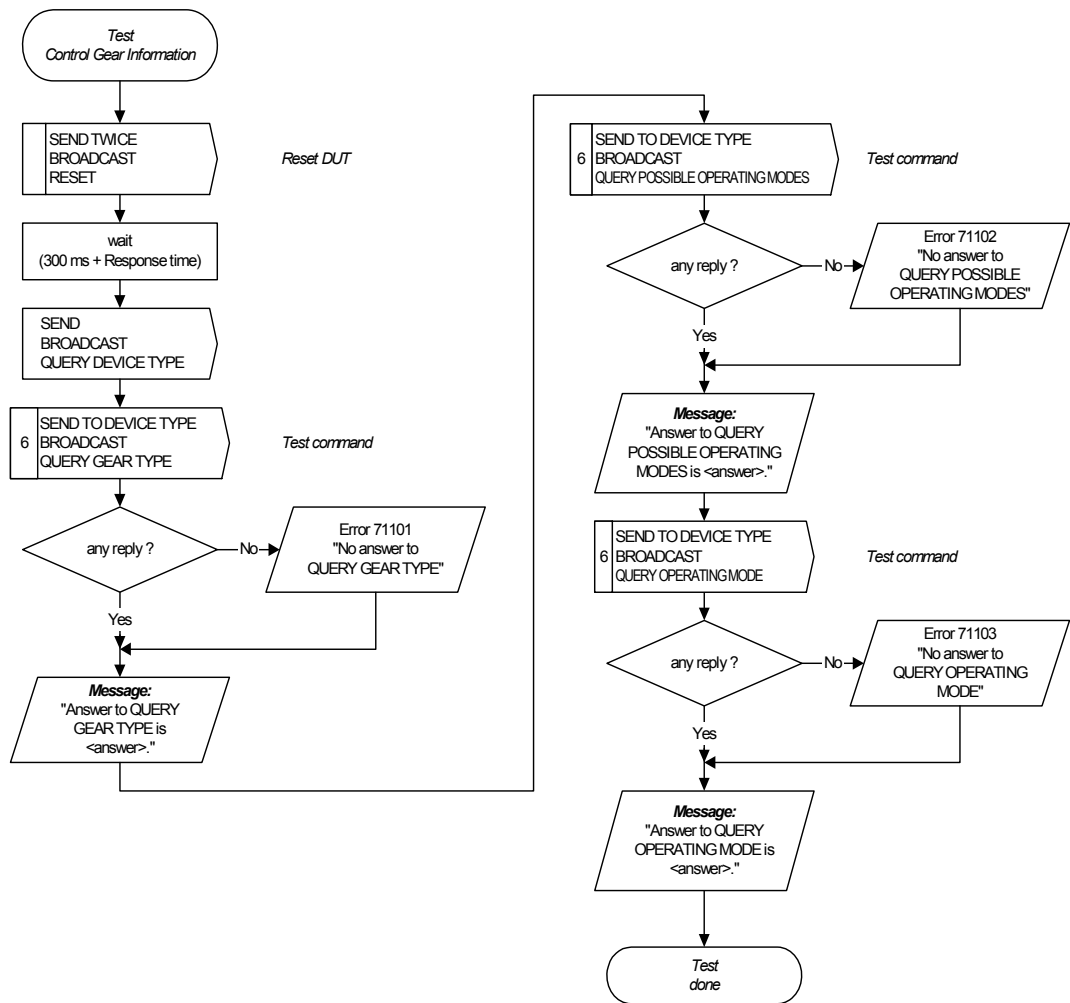 Test
Control Gear Information
SEND TWICE
BROADCAST
RESET
Reset DUT
wait
(300 ms + Response time)
SEND
BROADCAST
QUERY DEVICE TYPE
6
SEND TO DEVICE TYPE
BROADCAST
QUERY GEAR TYPE
Test command
any reply ?
No
Error 71101
"No answer to
QUERY GEAR TYPE"
Yes
Message:
"Answer to QUERY
GEAR TYPE is
<answer>."
6
SEND TO DEVICE TYPE
BROADCAST
QUERY POSSIBLE OPERATING MODES
Test command
any reply ?
No
Error 71102
"No answer to
QUERY POSSIBLE
OPERATING MODES"
Yes
Message:
"Answer to QUERY
POSSIBLE OPERATING
MODES is <answer>."
6
SEND TO DEVICE TYPE
BROADCAST
QUERY OPERATING MODE
Test command
any reply ?
No
Error 71103
"No answer to
QUERY OPERATING
MODE"
Yes
Message:
"Answer to QUERY
OPERATING MODE is
<answer>."
Test
done